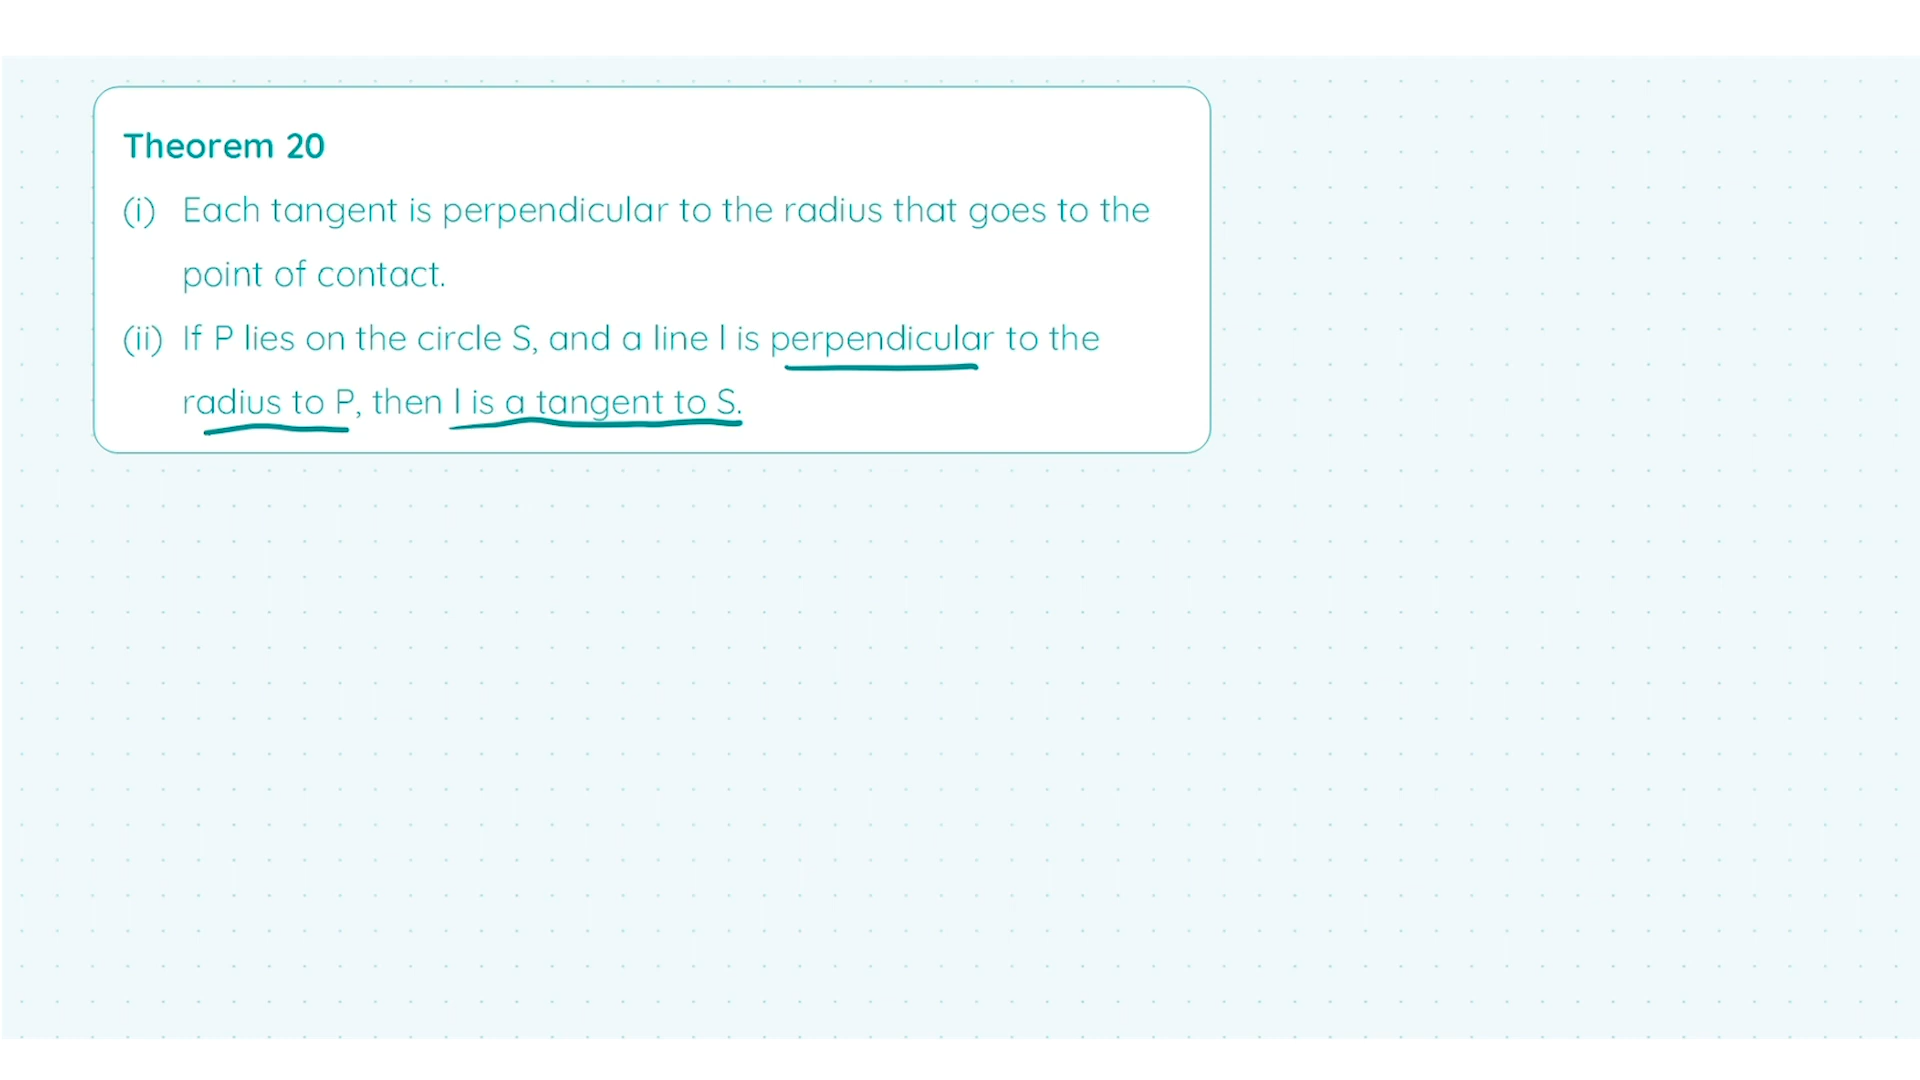 Theorem 20
(i) Each tangent is perpendicular to the radius that goes to the
point of contact.
(ii) If P lies on the circle S, and a line l is perpendicular to the
radius to P, then l is a tangent to S.